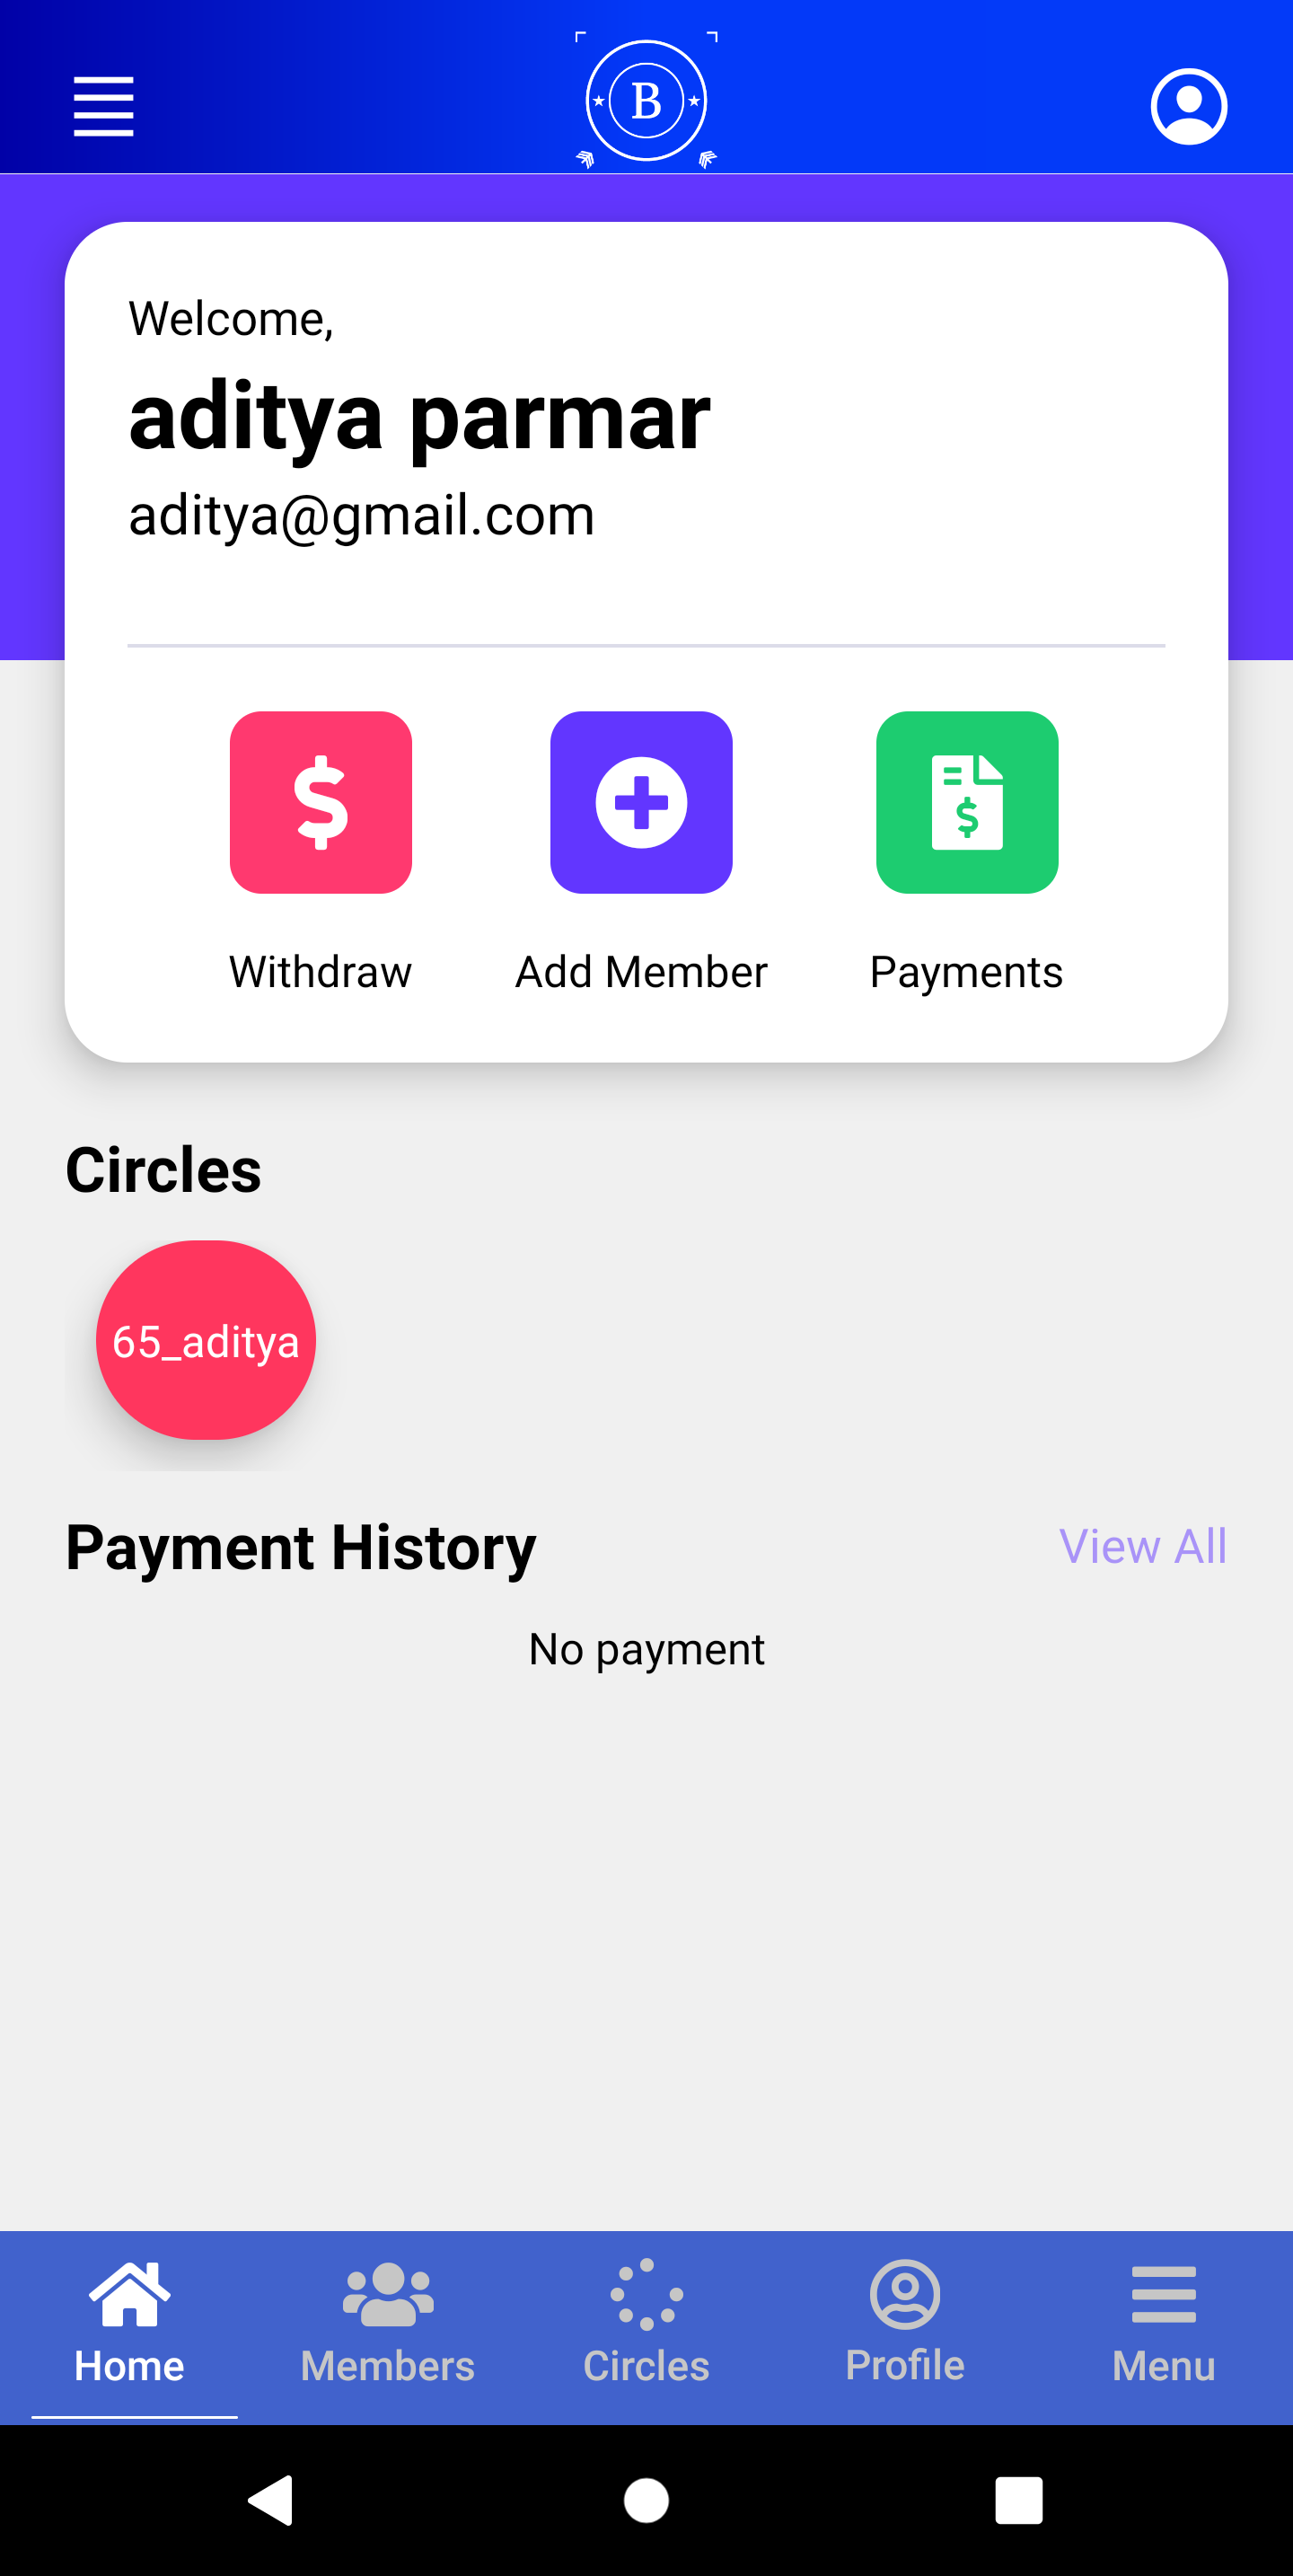 B
Welcome,
aditya parmar
aditya@gmail.com
Withdraw Add Member Payments
Circles
65_aditya
Payment History View All
No payment
Home Members Circles Profile Menu